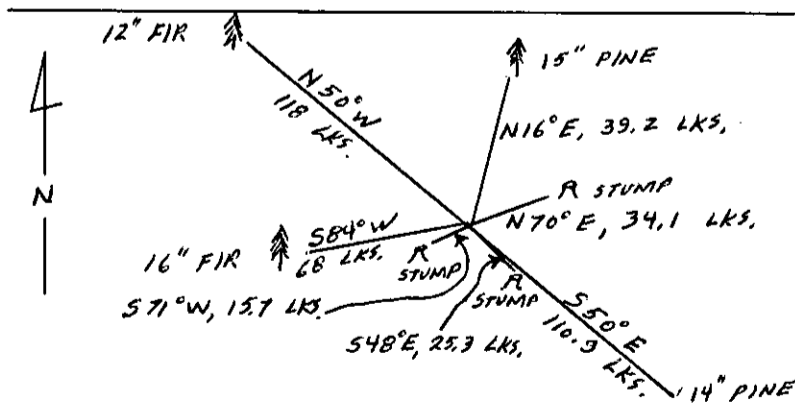 12" FIR
15" PINE
N50°W
118 LKS.
N16°E, 39.2 LKS.
N
STUMP
N70°E, 34.1 LKS.
S84°W
68 LKS.
16" FIR
STUMP
S71°W, 15.7 LKS.
STUMP
S48°E, 25.3 LKS.
S50°E
110.9 LKS.
14" PINE